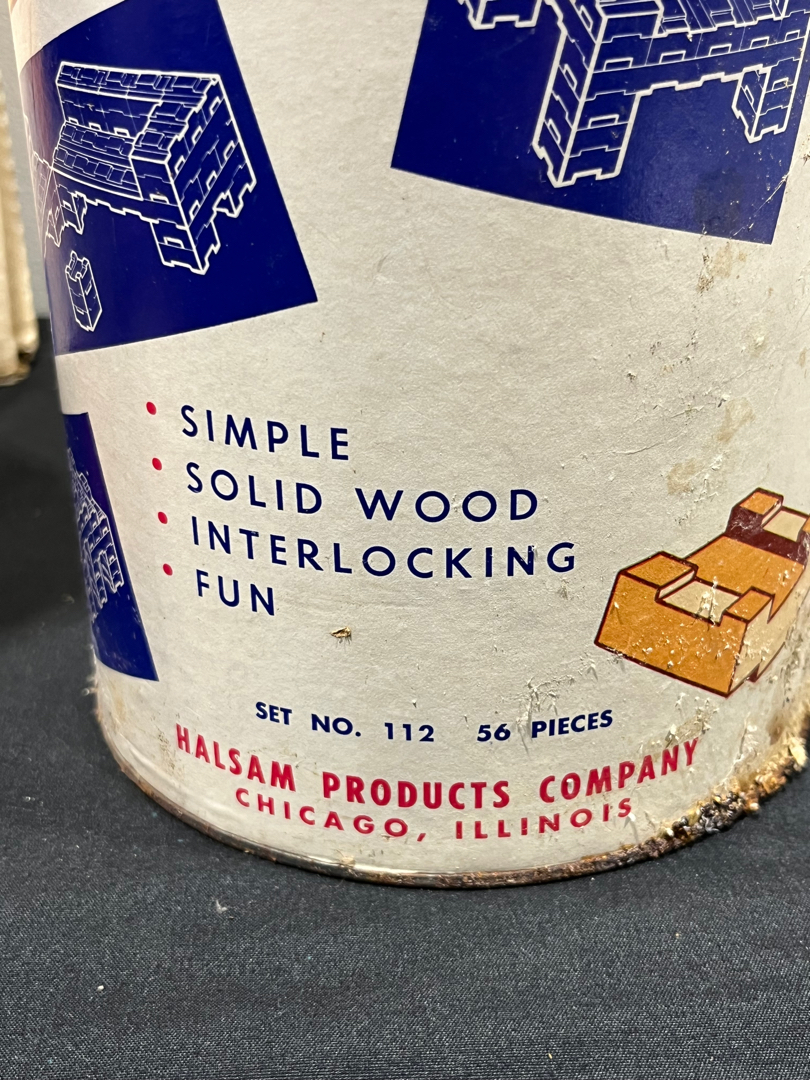 • SIMPLE
• SOLID WOOD
• INTERLOCKING
• FUN
SET NO. 112 56 PIECES
HALSAM PRODUCTS COMPANY
CHICAGO, ILLINOIS